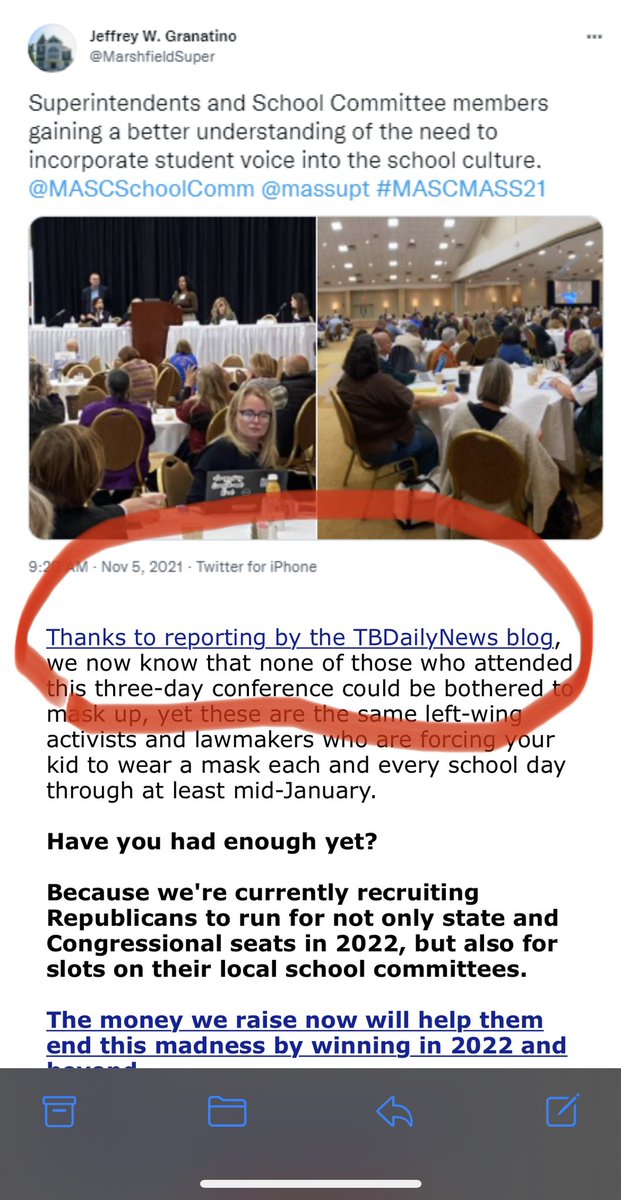 Jeffrey W. Granatino
@MarshfieldSuper
Superintendents and School Committee members
gaining a better understanding of the need to
incorporate student voice into the school culture.
@MASCSchoolComm @massupt #MASCMASS21
9:20 AM · Nov 5, 2021 · Twitter for iPhone
Thanks to reporting by the TBDailyNews blog,
we now know that none of those who attended
this three-day conference could be bothered to
mask up, yet these are the same left-wing
activists and lawmakers who are forcing your
kid to wear a mask each and every school day
through at least mid-January.
Have you had enough yet?
Because we're currently recruiting
Republicans to run for not only state and
Congressional seats in 2022, but also for
slots on their local school committees.
The money we raise now will help them
end this madness by winning in 2022 and
beyond